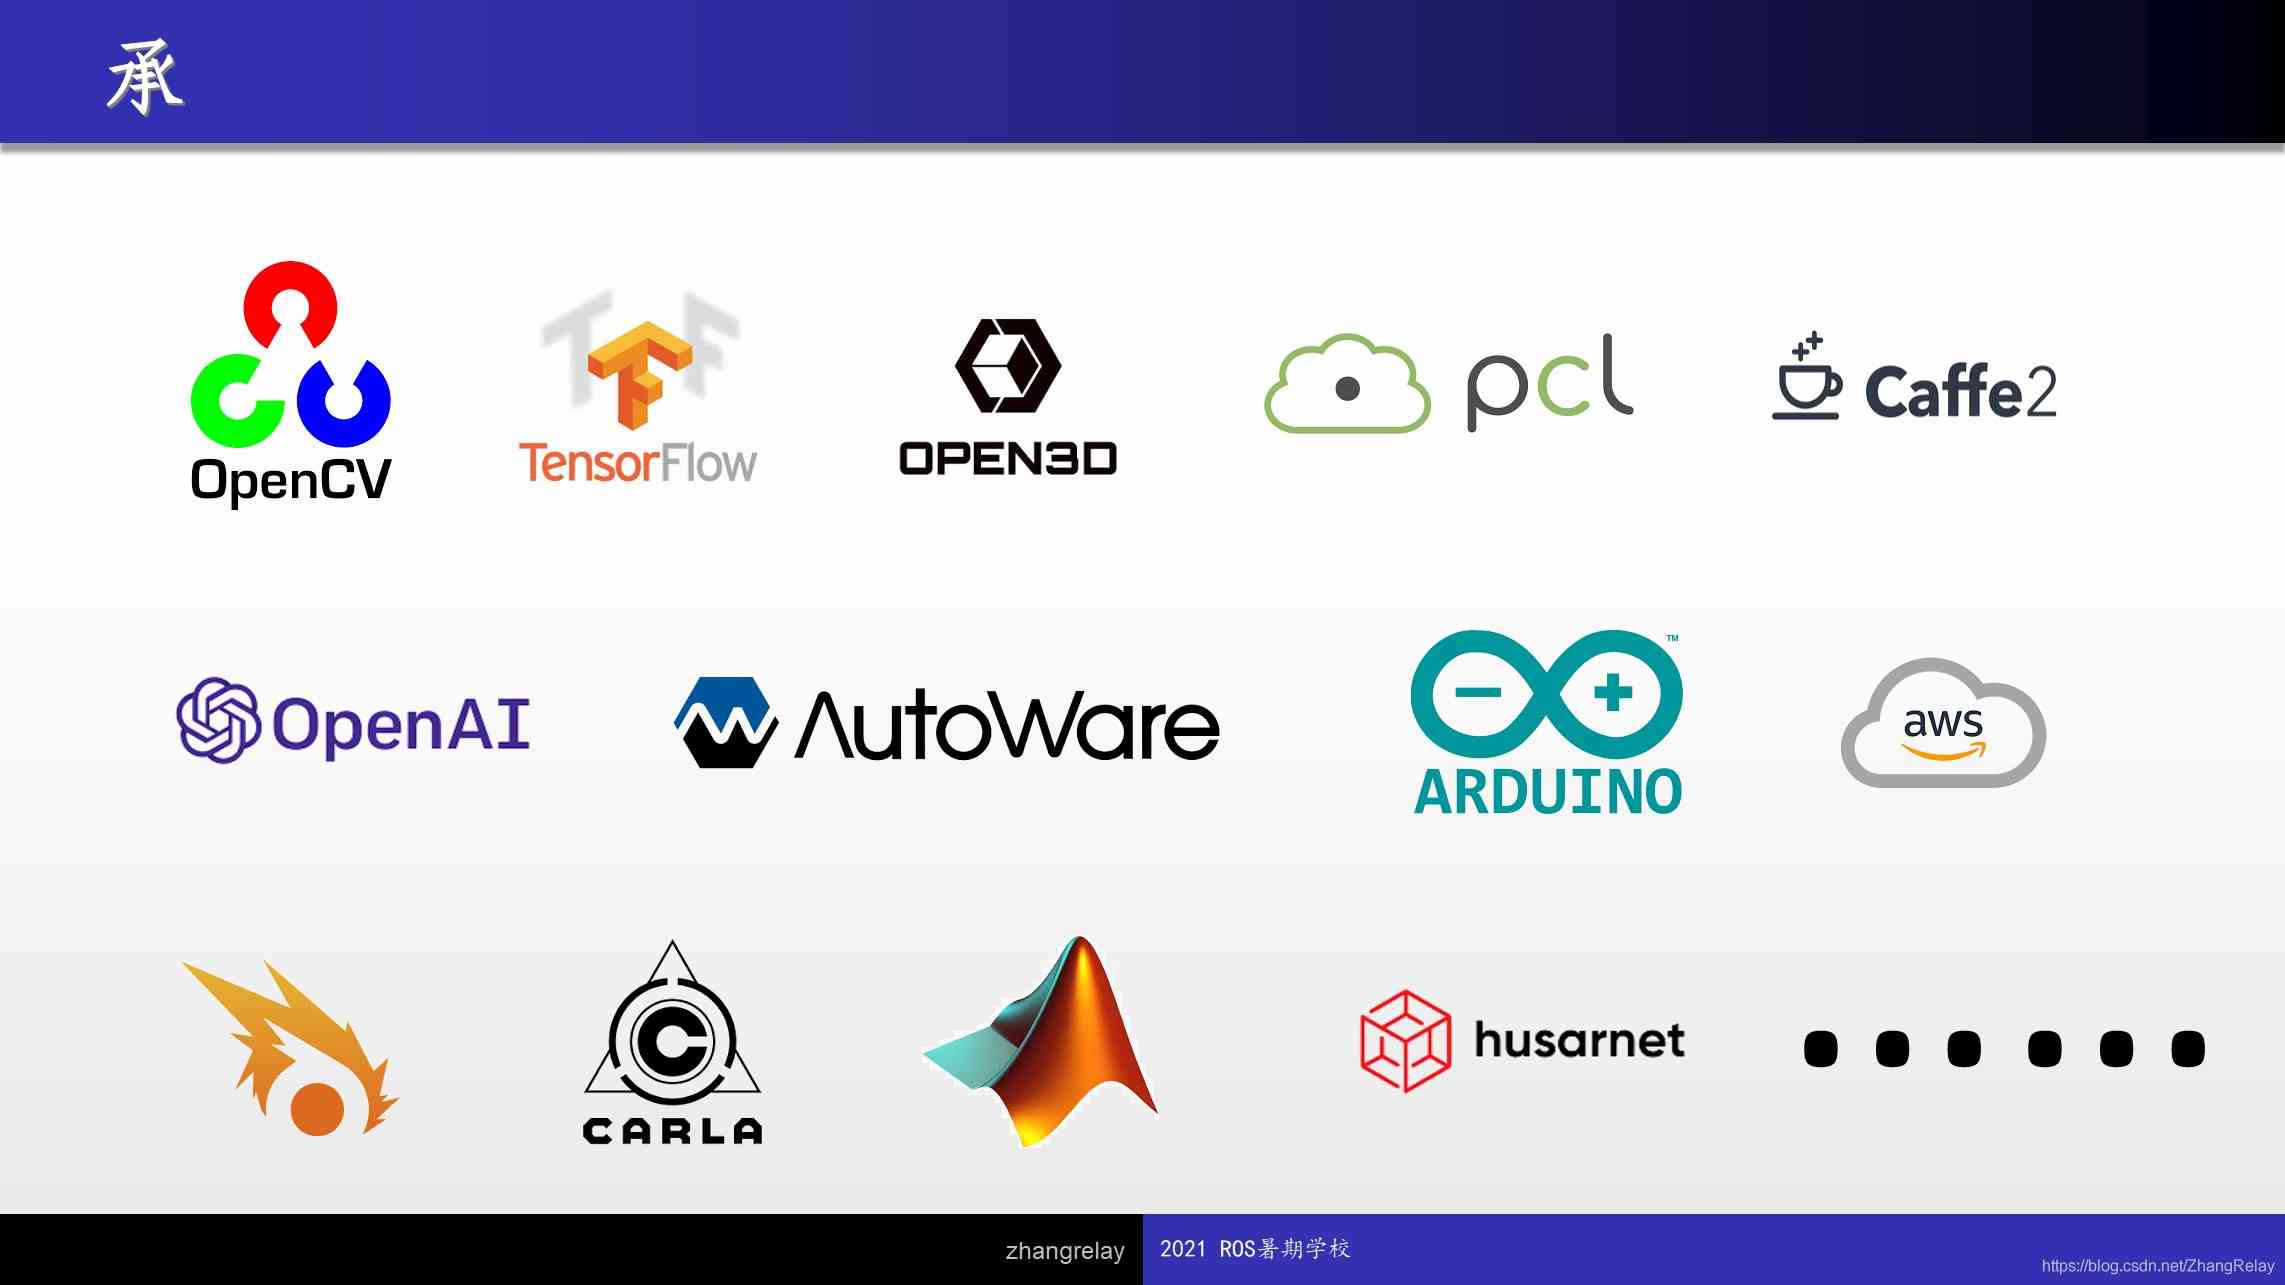 承
OpenCV
TensorFlow
OPEN3D
pcl
Caffe2
OpenAI
AutoWare
ARDUINO
TM
aws
CARLA
husarnet
......
zhangrelay
2021 ROS暑期学校
https://blog.csdn.net/ZhangRelay